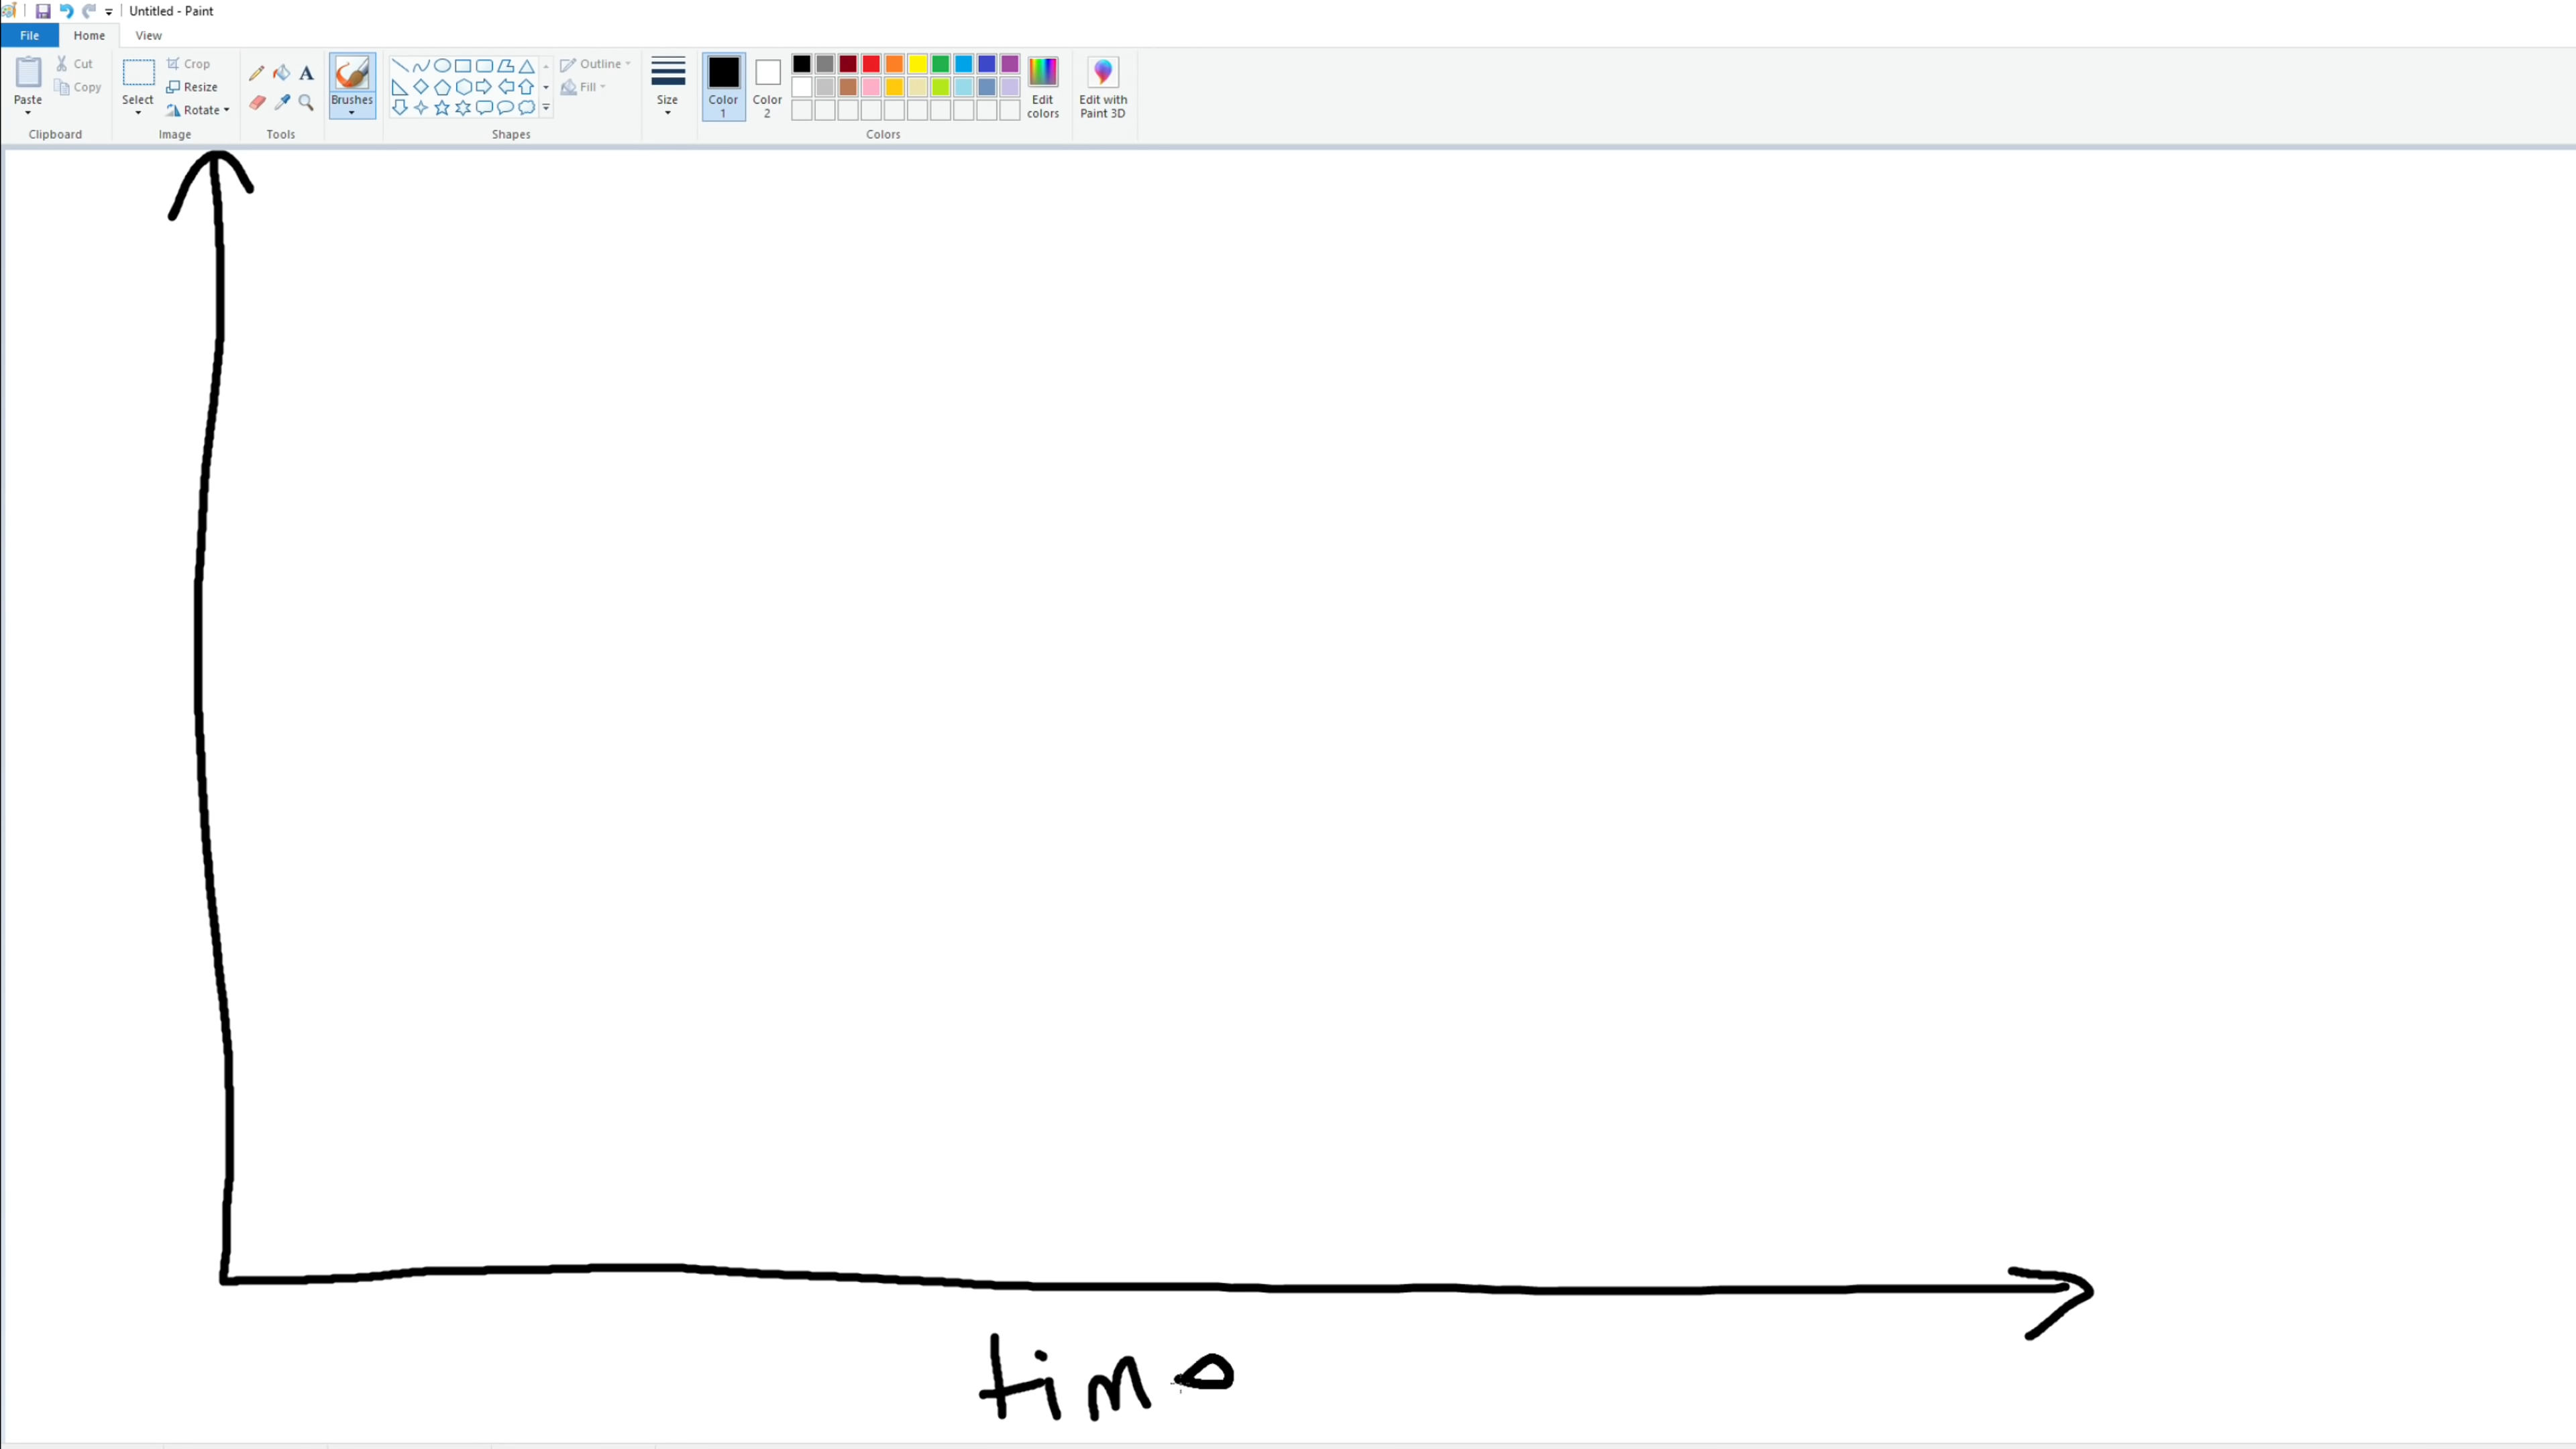 Untitled - Paint
File Home View
Paste Cut Copy Clipboard
Select Crop Resize Rotate Image
Tools
Brushes
Shapes
Outline Fill
Size
Color 1
Color 2
Edit colors
Colors
Edit with Paint 3D
time